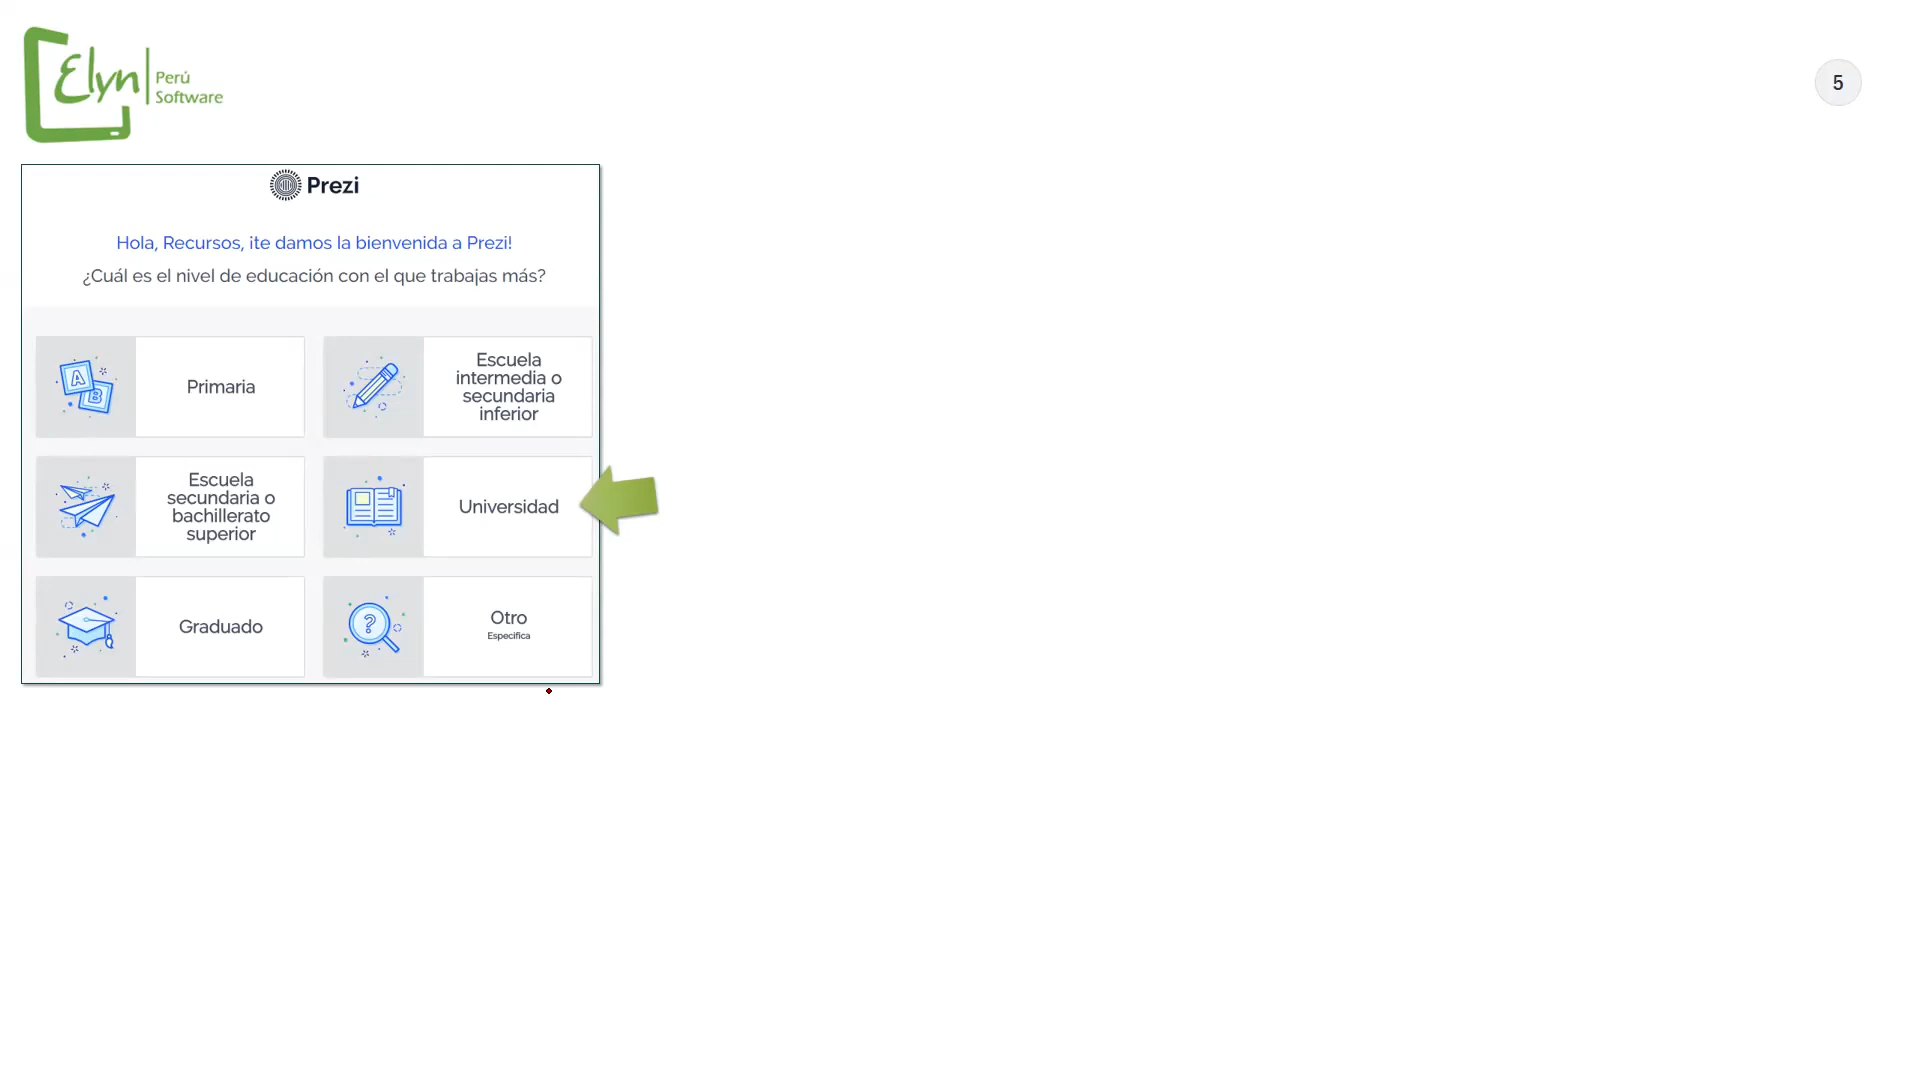 Elyn
Perú
Software
5
Prezi
Hola, Recursos, ¡te damos la bienvenida a Prezi!
¿Cuál es el nivel de educación con el que trabajas más?
A
B
Primaria
Escuela
intermedia o
secundaria
inferior
Escuela
secundaria o
bachillerato
superior
Universidad
Graduado
?
Otro
Especifica